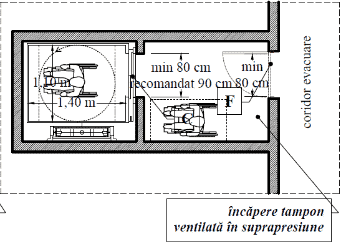 min 80 cm
recomandat 90 cm
min
80 cm
1,10 m
1,40 m
F
C
coridor evacuare
încăpere tampon
ventilată în suprapresiune